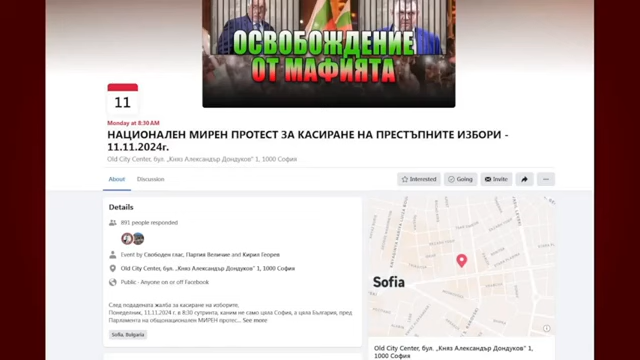 ОСВОБОЖДЕНИЕ
ОТ МАФИЯТА
11
Monday at 8:30 AM
НАЦИОНАЛЕН МИРЕН ПРОТЕСТ ЗА КАСИРАНЕ НА ПРЕСТЪПНИТЕ ИЗБОРИ -
11.11.2024г.
Old City Center, бул. „Княз Александър Дондуков" 1, 1000 София
About Discussion Interested Going Invite
Details
891 people responded
Event by Свободен глас, Партия Величие and Кирил Георев
Old City Center, бул. „Княз Александър Дондуков" 1, 1000 София
Public · Anyone on or off Facebook
След подадената жалба за касиране на изборите,
Понеделник, 11.11.2024 г. в 8:30 сутринта, каним не само цяла София, а цяла България, пред
Парламента на общонационален МИРЕН протес... See more
Sofia, Bulgaria
Sofia
Old City Center, бул. „Княз Александър Дондуков" 1,
1000 София